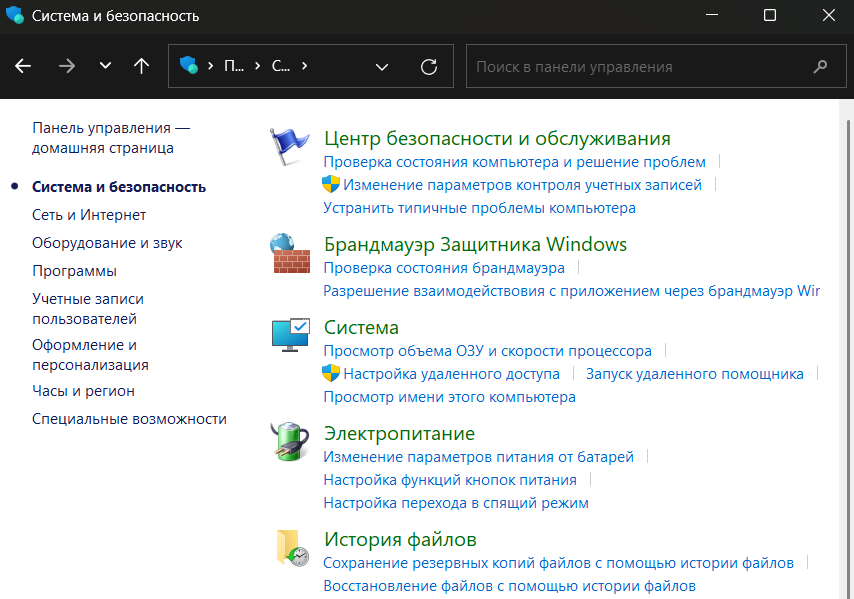 Система и безопасность
П... С...
Поиск в панели управления
Панель управления —
домашняя страница
Система и безопасность
Сеть и Интернет
Оборудование и звук
Программы
Учетные записи
пользователей
Оформление и
персонализация
Часы и регион
Специальные возможности
Центр безопасности и обслуживания
Проверка состояния компьютера и решение проблем
Изменение параметров контроля учетных записей
Устранить типичные проблемы компьютера
Брандмауэр Защитника Windows
Проверка состояния брандмауэра
Разрешение взаимодействовия с приложением через брандмауэр Wir
Система
Просмотр объема ОЗУ и скорости процессора
Настройка удаленного доступа Запуск удаленного помощника
Просмотр имени этого компьютера
Электропитание
Изменение параметров питания от батарей
Настройка функций кнопок питания
Настройка перехода в спящий режим
История файлов
Сохранение резервных копий файлов с помощью истории файлов
Восстановление файлов с помощью истории файлов